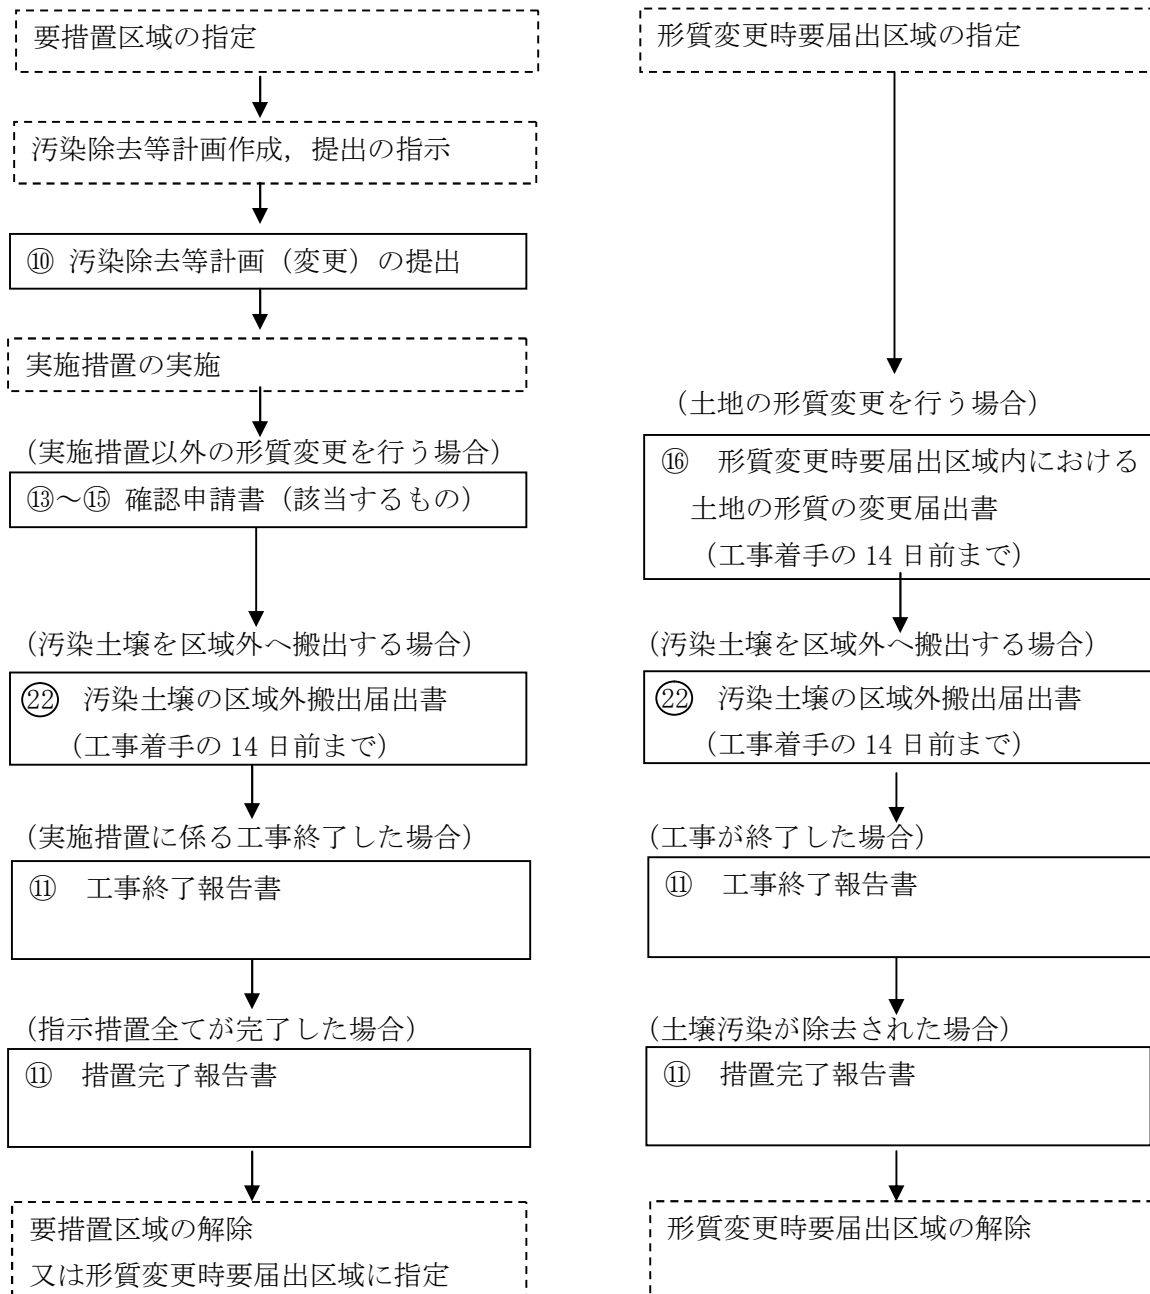 要措置区域の指定
汚染除去等計画作成，提出の指示
⑩ 汚染除去等計画（変更）の提出
実施措置の実施
（実施措置以外の形質変更を行う場合）
⑬～⑮ 確認申請書（該当するもの）
（汚染土壌を区域外へ搬出する場合）
㉒ 汚染土壌の区域外搬出届出書
（工事着手の 14 日前まで）
（実施措置に係る工事終了した場合）
⑪ 工事終了報告書
（指示措置全てが完了した場合）
⑪ 措置完了報告書
要措置区域の解除
又は形質変更時要届出区域に指定
形質変更時要届出区域の指定
（土地の形質変更を行う場合）
⑯ 形質変更時要届出区域内における
土地の形質の変更届出書
（工事着手の 14 日前まで）
（汚染土壌を区域外へ搬出する場合）
㉒ 汚染土壌の区域外搬出届出書
（工事着手の 14 日前まで）
（工事が終了した場合）
⑪ 工事終了報告書
（土壌汚染が除去された場合）
⑪ 措置完了報告書
形質変更時要届出区域の解除